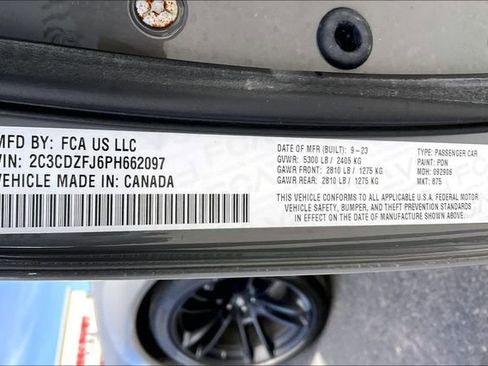 MFD BY: FCA US LLC
VIN: 2C3CDZFJ6PH662097
VEHICLE MADE IN: CANADA
DATE OF MFR (BUILT): 9-23
GVWR: 5300 LB / 2405 KG
GAWR FRONT: 2810 LB / 1275 KG
GAWR REAR: 2810 LB / 1275 KG
THIS VEHICLE CONFORMS TO ALL APPLICABLE U.S.A. FEDERAL MOTOR
VEHICLE SAFETY, BUMPER, AND THEFT PREVENTION STANDARDS
IN EFFECT ON THE DATE OF MANUFACTURE SHOWN ABOVE.
TYPE: PASSENGER CAR
PAINT: PDN
MDH: 092906
MKT: 875